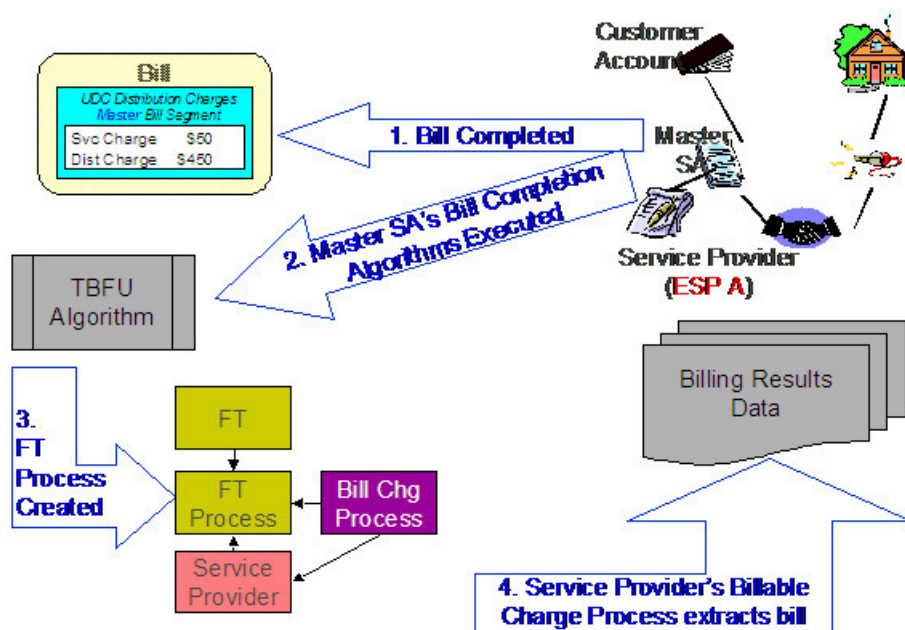 Bill
UDC Distribution Charges
Master Bill Segment
Svc Charge $50
Dist Charge $450
1. Bill Completed
Customer
Account
Master
SA
2. Master SA's Bill Completion
Algorithms Executed
Service Provider
(ESP A)
TBFU
Algorithm
Billing Results
Data
3.
FT
Process
Created
FT
FT
Process
Bill Chg
Process
Service
Provider
4. Service Provider's Billable
Charge Process extracts bill